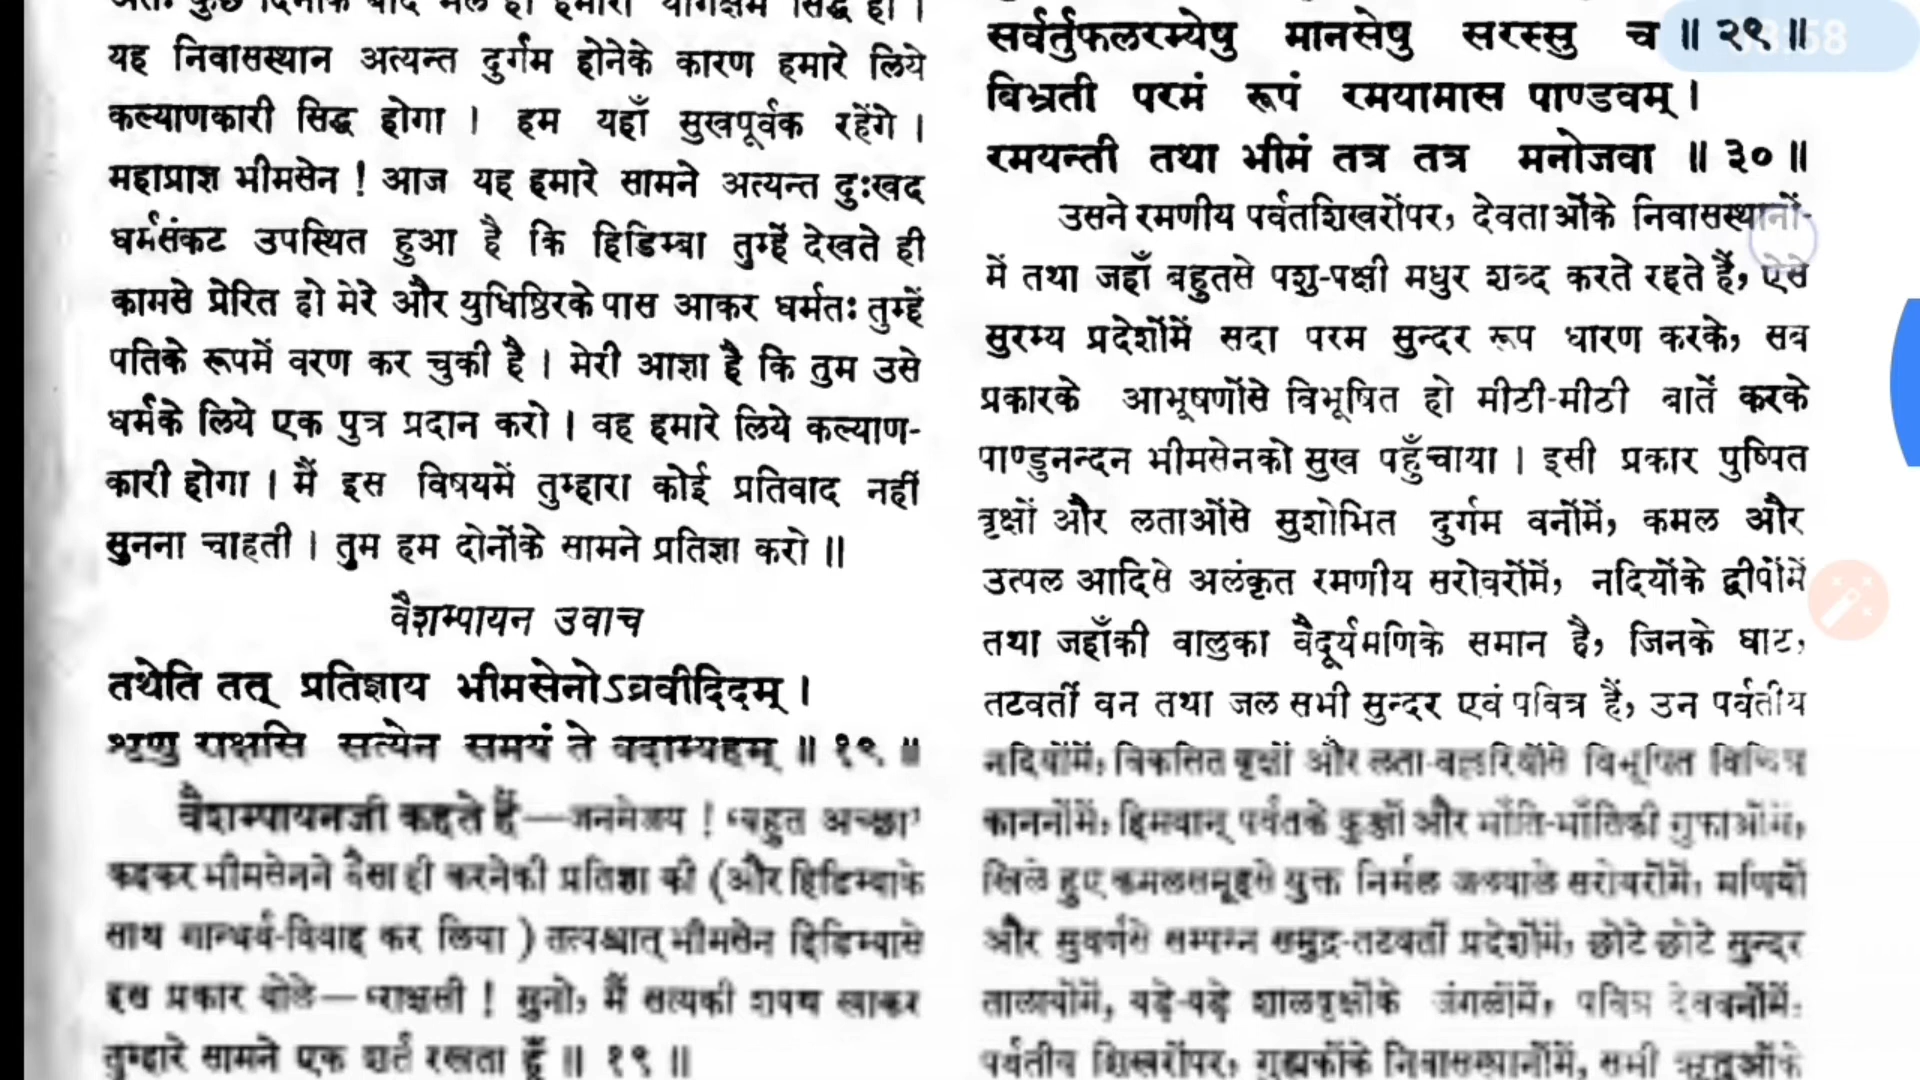 यह निवासस्थान अत्यन्त दुर्गम होनेके कारण हमारे लिये
कल्याणकारी सिद्ध होगा । हम यहाँ सुखपूर्वक रहेंगे ।
महाप्राज्ञ भीमसेन ! आज यह हमारे सामने अत्यन्त दुःखद
धर्मसंकट उपस्थित हुआ है कि हिडिम्बा तुम्हें देखते ही
कामसे प्रेरित हो मेरे और युधिष्ठिरके पास आकर धर्मतः तुम्हें
पतिके रूपमें वरण कर चुकी है । मेरी आज्ञा है कि तुम उसे
धर्मके लिये एक पुत्र प्रदान करो । वह हमारे लिये कल्याण-
कारी होगा । मैं इस विषयमें तुम्हारा कोई प्रतिवाद नहीं
सुनना चाहती । तुम हम दोनोंके सामने प्रतिज्ञा करो ॥
वैशम्पायन उवाच
तथेति तत् प्रतिज्ञाय भीमसेनोऽब्रवीदिदम् ।
शृणु राक्षसि सत्येन समयं ते वदाम्यहम् ॥ १९ ॥
वैशम्पायनजी कहते हैं—जनमेजय ! ‘बहुत अच्छा’
कहकर भीमसेनने वैसा ही करनेकी प्रतिज्ञा की (और हिडिम्बाके
साथ गान्धर्व-विवाह कर लिया ) तत्पश्चात् भीमसेन हिडिम्बासे
इस प्रकार बोले—‘राक्षसी ! सुनो, मैं सत्यकी शपथ खाकर
तुम्हारे सामने एक शर्त रखता हूँ ॥ १९ ॥
सर्वर्तुफलरम्येषु मानसेषु सरस्सु च ॥ २९ ॥
बिभ्रती परमं रूपं रमयामास पाण्डवम् ।
रमयन्ती तथा भीमं तत्र तत्र मनोजवा ॥ ३० ॥
उसने रमणीय पर्वतशिखरोंपर, देवताओंके निवासस्थानों-
में तथा जहाँ बहुतसे पशु-पक्षी मधुर शब्द करते रहते हैं, ऐसे
सुरम्य प्रदेशोंमें सदा परम सुन्दर रूप धारण करके, सब
प्रकारके आभूषणोंसे विभूषित हो मीठी-मीठी बातें करके
पाण्डुनन्दन भीमसेनको सुख पहुँचाया । इसी प्रकार पुष्पित
वृक्षों और लताओंसे सुशोभित दुर्गम वनोंमें, कमल और
उत्पल आदिसे अलंकृत रमणीय सरोवरोंमें, नदियोंके द्वीपोंमें
तथा जहाँकी वालुका वैदूर्यमणिके समान है, जिनके घाट,
तटवर्ती वन तथा जल सभी सुन्दर एवं पवित्र हैं, उन पर्वतीय
नदियोंमें, विकसित वृक्षों और लता-वल्लरियोंसे विभूषित विभिन्न
काननोंमें, हिमवान् पर्वतके कुञ्जों और भाँति-भाँतिकी गुफाओंमें,
खिले हुए कमलसमूहसे युक्त निर्मल जलवाले सरोवरोंमें, मणियों
और सुवर्णसे सम्पन्न समुद्र-तटवर्ती प्रदेशोंमें, छोटे छोटे सुन्दर
तालाबोंमें, बड़े-बड़े शालवृक्षोंके जंगलोंमें, पवित्र देववनोंमें,
पर्वतीय शिखरोंपर, गुह्यकोंके निवासस्थानोंमें, सभी ऋतुओंके